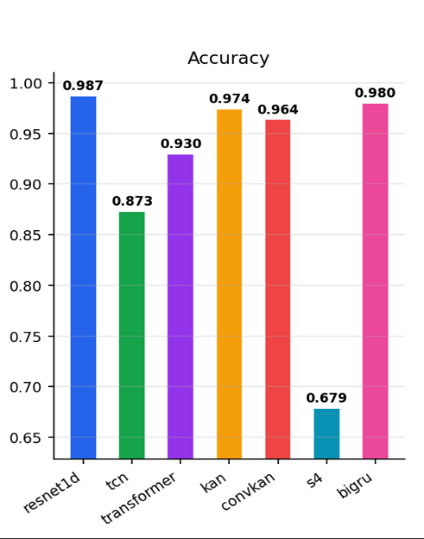 Accuracy
1.00
0.95
0.90
0.85
0.80
0.75
0.70
0.65
0.987
0.873
0.930
0.974
0.964
0.679
0.980
resnet1d
tcn
transformer
kan
convkan
s4
bigru